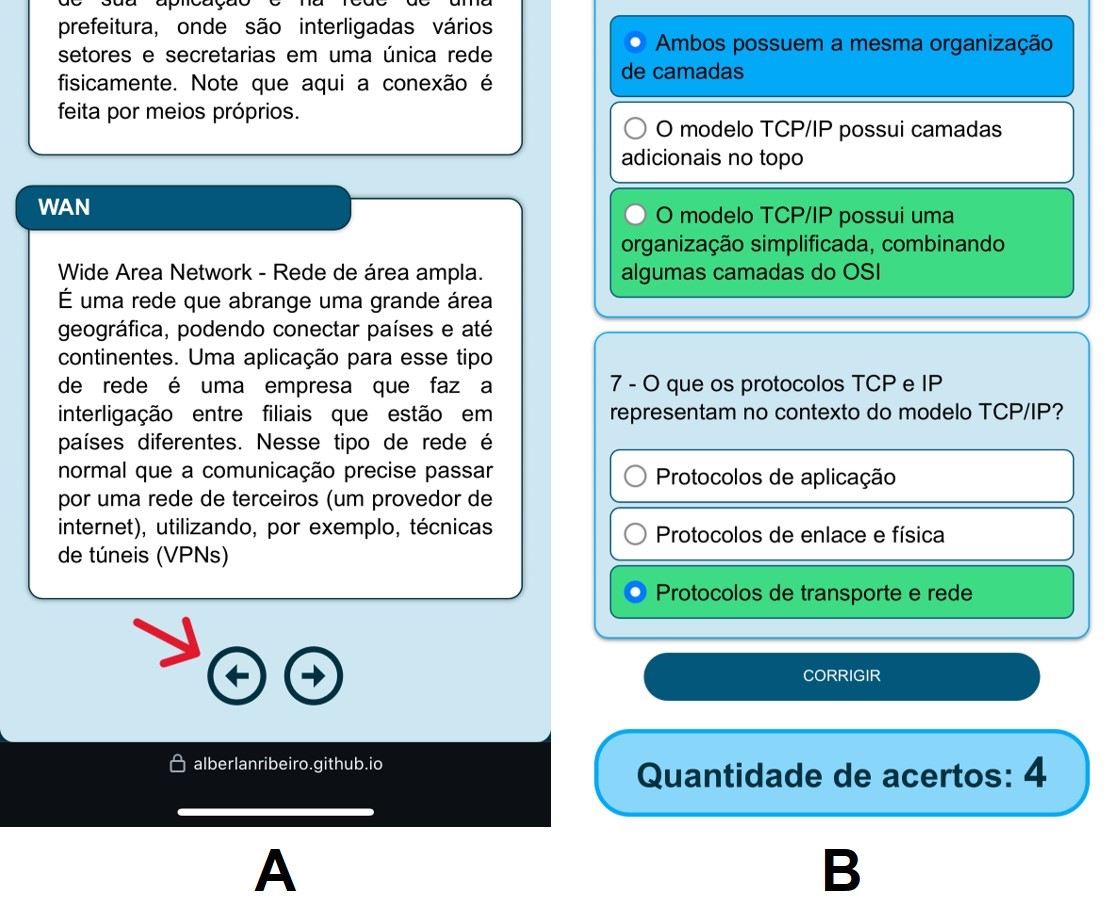 de sua aplicação é na rede de uma
prefeitura, onde são interligadas vários
setores e secretarias em uma única rede
fisicamente. Note que aqui a conexão é
feita por meios próprios.
WAN
Wide Area Network - Rede de área ampla.
É uma rede que abrange uma grande área
geográfica, podendo conectar países e até
continentes. Uma aplicação para esse tipo
de rede é uma empresa que faz a
interligação entre filiais que estão em
países diferentes. Nesse tipo de rede é
normal que a comunicação precise passar
por uma rede de terceiros (um provedor de
internet), utilizando, por exemplo, técnicas
de túneis (VPNs)
alberlanribeiro.github.io
A
Ambos possuem a mesma organização
de camadas
O modelo TCP/IP possui camadas
adicionais no topo
O modelo TCP/IP possui uma
organização simplificada, combinando
algumas camadas do OSI
7 - O que os protocolos TCP e IP
representam no contexto do modelo TCP/IP?
Protocolos de aplicação
Protocolos de enlace e física
Protocolos de transporte e rede
CORRIGIR
Quantidade de acertos: 4
B